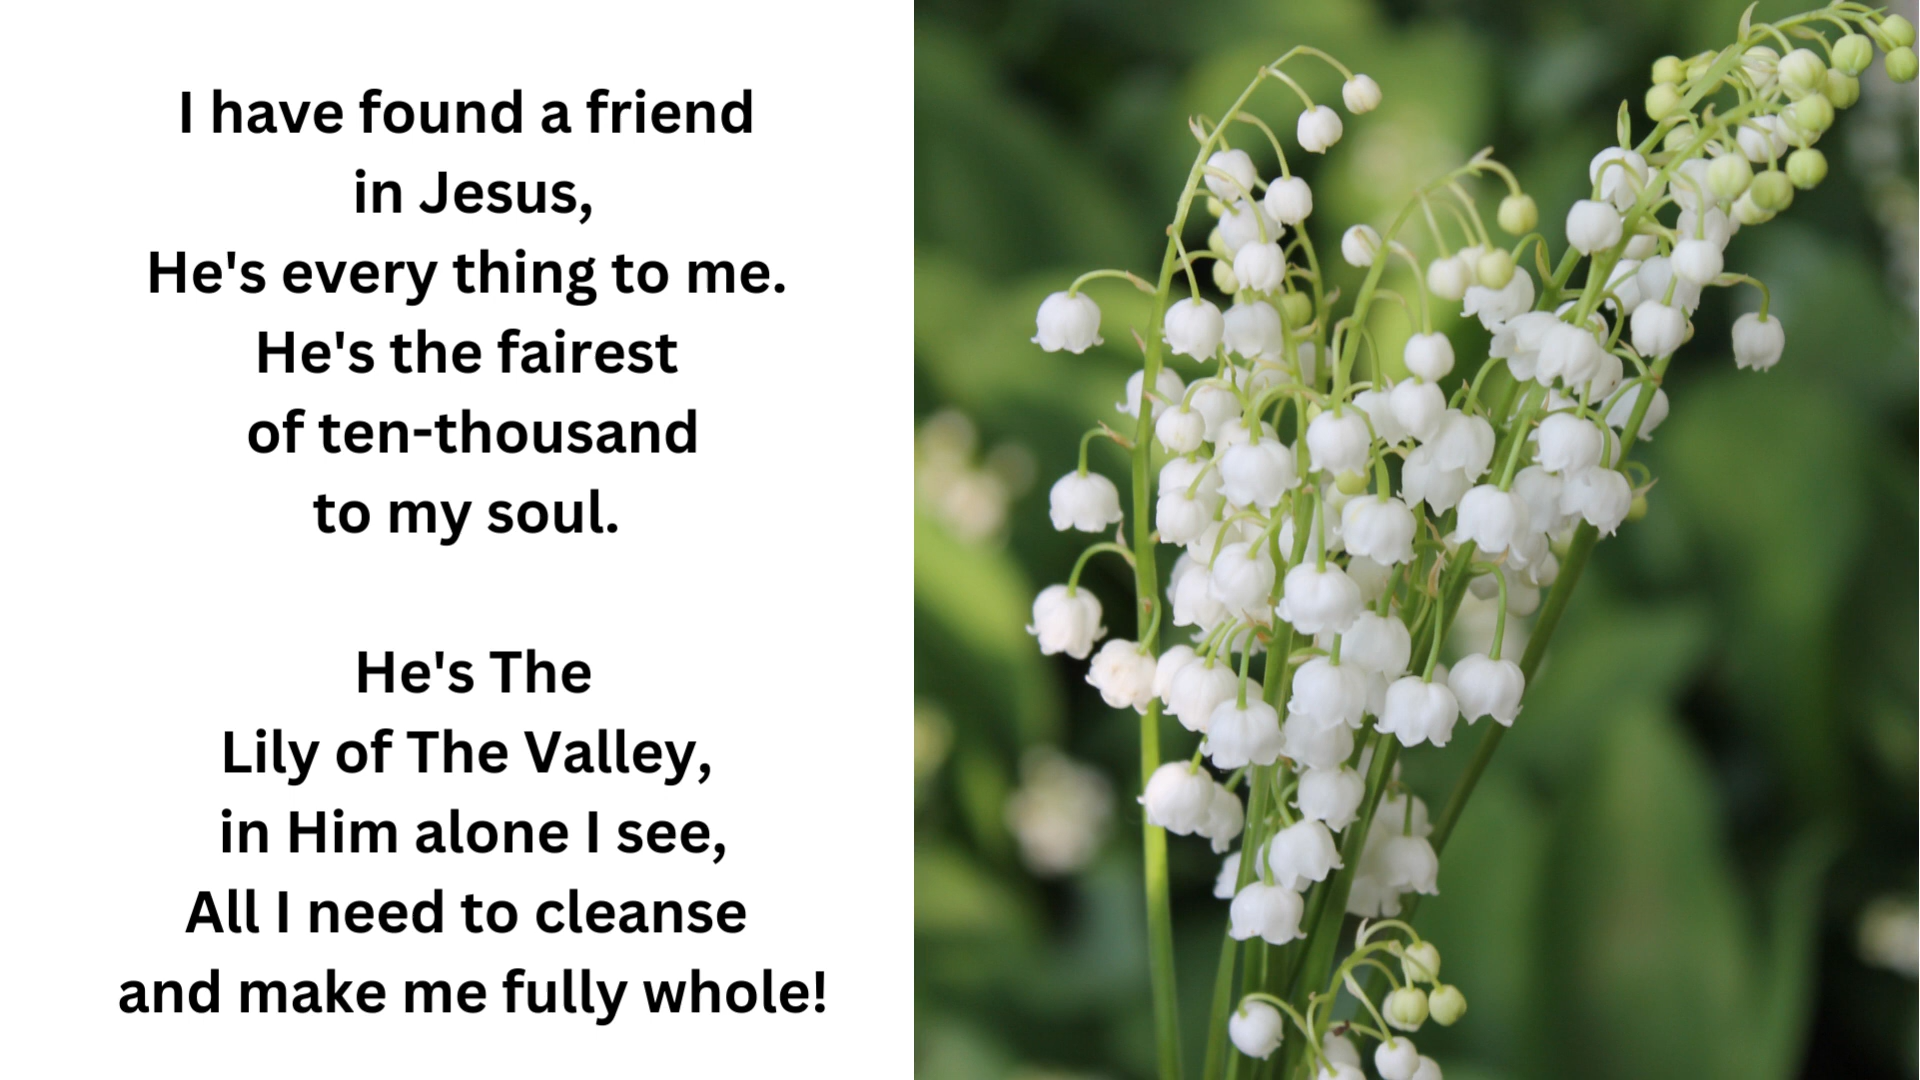 I have found a friend
in Jesus,
He's every thing to me.
He's the fairest
of ten-thousand
to my soul.
He's The
Lily of The Valley,
in Him alone I see,
All I need to cleanse
and make me fully whole!